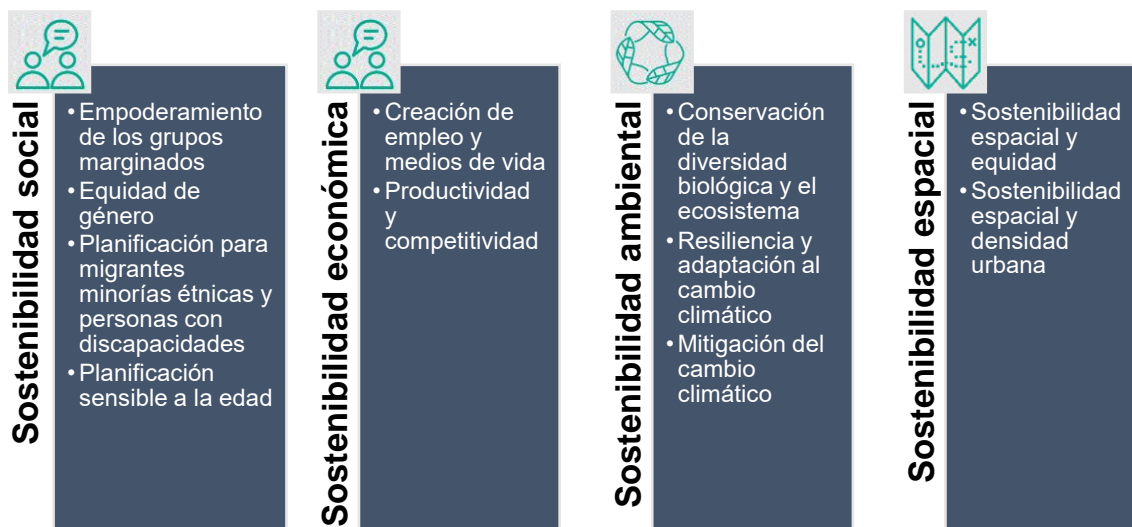 Sostenibilidad social
• Empoderamiento
de los grupos
marginados
• Equidad de
género
• Planificación para
migrantes
minorías étnicas y
personas con
discapacidades
• Planificación
sensible a la edad
Sostenibilidad económica
• Creación de
empleo y
medios de vida
• Productividad
y
competitividad
Sostenibilidad ambiental
• Conservación
de la
diversidad
biológica y el
ecosistema
• Resiliencia y
adaptación al
cambio
climático
• Mitigación del
cambio
climático
Sostenibilidad espacial
• Sostenibilidad
espacial y
equidad
• Sostenibilidad
espacial y
densidad
urbana